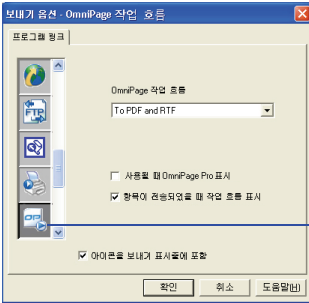 보내기 옵션 - OmniPage 작업 흐름
프로그램 링크
FTP
OmniPage 작업 흐름
To PDF and RTF
사용될 때 OmniPage Pro 표시
항목이 전송되었을 때 작업 흐름 표시
아이콘을 보내기 표시줄에 포함
확인
취소
도움말(H)